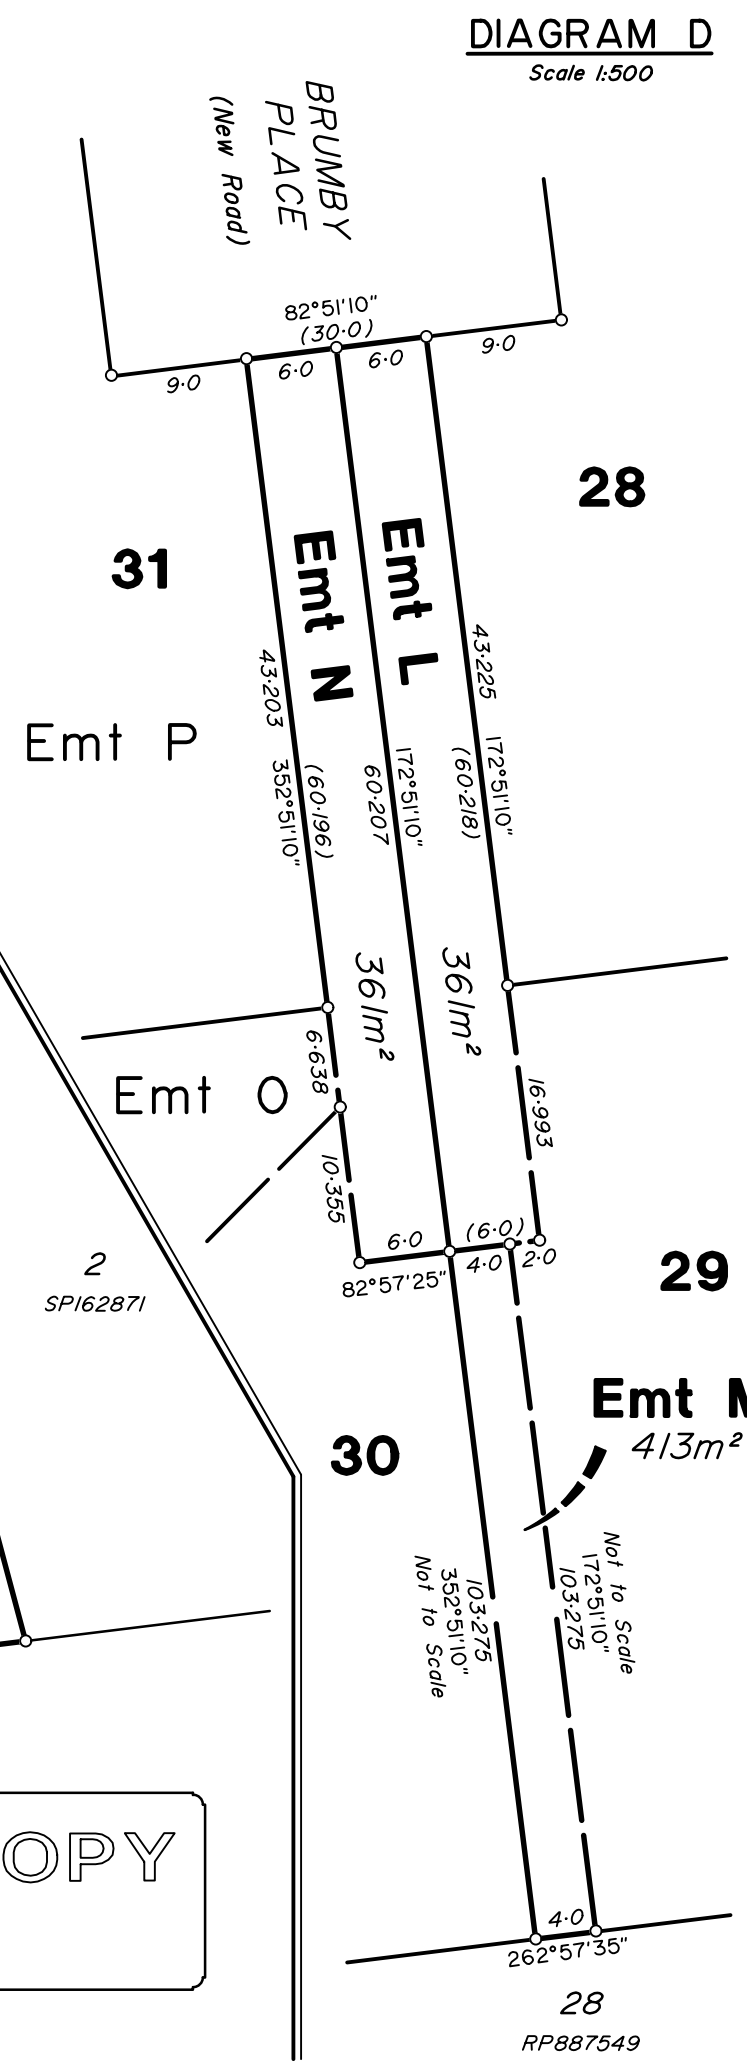 DIAGRAM D
Scale 1:500
BRUMBY
PLACE
(New Road)
82°51'10"
(30·0)
9·0
6·0
6·0
9·0
28
31
Emt N
Emt L
43·203
352°51'10"
(60·196)
60·207
172°51'10"
43·225
172°51'10"
(60·218)
Emt P
361m²
361m²
6·638
Emt O
16·993
10·355
6·0
(6·0)
4·0
2·0
82°57'25"
2
SP162871
29
Emt
413m²
30
103·275
352°51'10"
Not to Scale
Not to Scale
172°51'10"
103·275
OPY
4·0
262°57'35"
28
RP887549